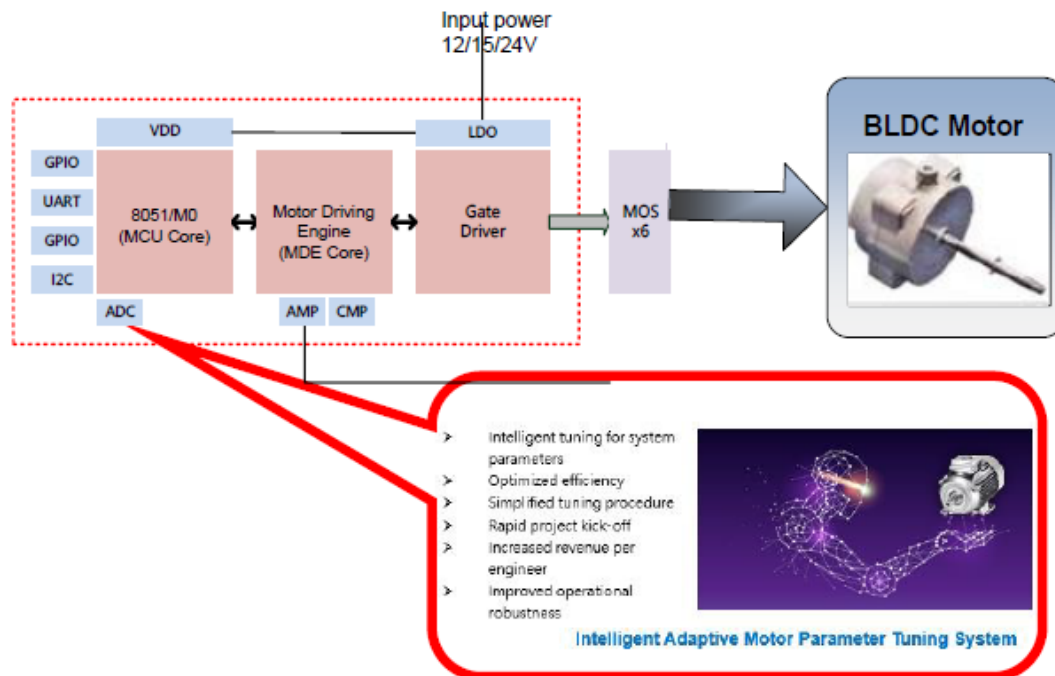 Input power
12/15/24V
VDD
LDO
BLDC Motor
GPIO
UART
GPIO
I2C
8051/M0
(MCU Core)
Motor Driving
Engine
(MDE Core)
Gate
Driver
MOS
x6
ADC
AMP
CMP
➤ Intelligent tuning for system
parameters
➤ Optimized efficiency
➤ Simplified tuning procedure
➤ Rapid project kick-off
➤ Increased revenue per
engineer
➤ Improved operational
robustness
Intelligent Adaptive Motor Parameter Tuning System